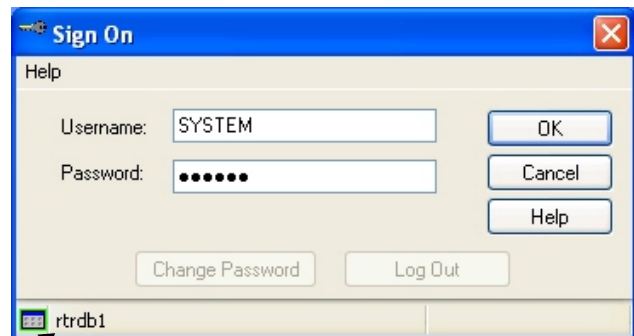 Sign On
Help
Username: SYSTEM OK
Password: ●●●●●● Cancel
Help
Change Password Log Out
rtrdb1